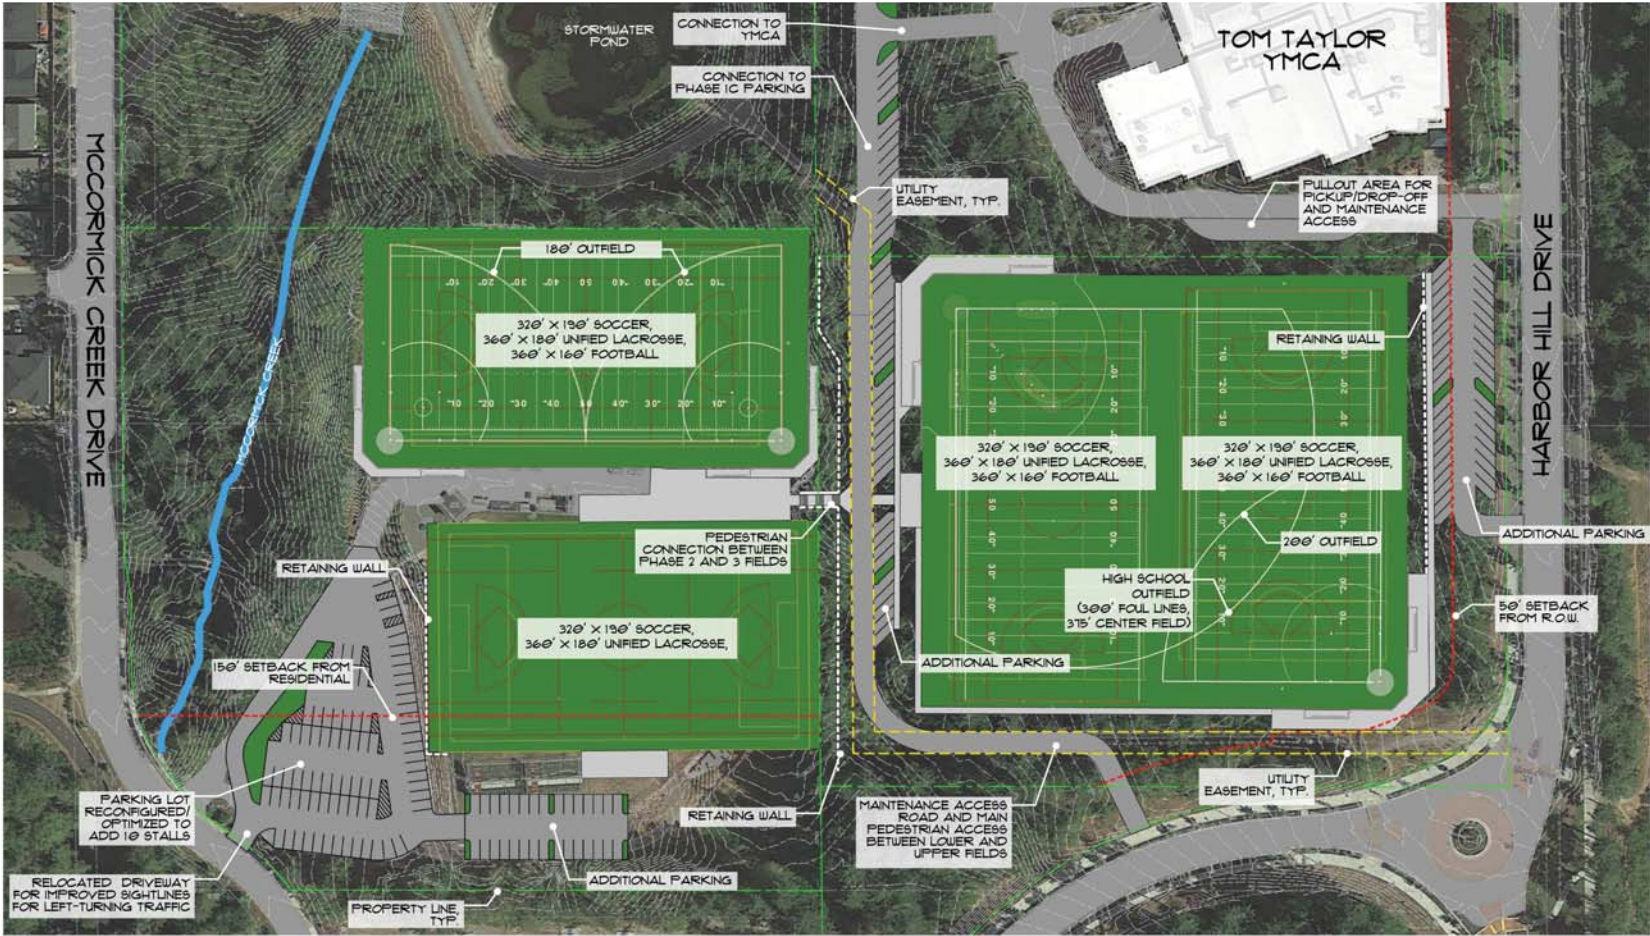 STORMWATER
POND
CONNECTION TO
YMCA
TOM TAYLOR
YMCA
CONNECTION TO
PHASE 1C PARKING
MCCORMICK CREEK DRIVE
UTILITY
EASEMENT, TYP.
PULLOUT AREA FOR
PICKUP/DROP-OFF
AND MAINTENANCE
ACCESS
HARBOR HILL DRIVE
180' OUTFIELD
320' X 190' SOCCER,
360' X 180' UNIFIED LACROSSE,
360' X 160' FOOTBALL
MCCORMICK CREEK
RETAINING WALL
320' X 190' SOCCER,
360' X 180' UNIFIED LACROSSE,
360' X 160' FOOTBALL
320' X 190' SOCCER,
360' X 180' UNIFIED LACROSSE,
360' X 160' FOOTBALL
PEDESTRIAN
CONNECTION BETWEEN
PHASE 2 AND 3 FIELDS
200' OUTFIELD
ADDITIONAL PARKING
RETAINING WALL
HIGH SCHOOL
OUTFIELD
(300' FOUL LINES,
375' CENTER FIELD)
50' SETBACK
FROM R.O.W.
320' X 190' SOCCER,
360' X 180' UNIFIED LACROSSE,
150' SETBACK FROM
RESIDENTIAL
ADDITIONAL PARKING
PARKING LOT
RECONFIGURED/
OPTIMIZED TO
ADD 10 STALLS
RETAINING WALL
MAINTENANCE ACCESS
ROAD AND MAIN
PEDESTRIAN ACCESS
BETWEEN LOWER AND
UPPER FIELDS
UTILITY
EASEMENT, TYP.
RELOCATED DRIVEWAY
FOR IMPROVED SIGHTLINES
FOR LEFT-TURNING TRAFFIC
ADDITIONAL PARKING
PROPERTY LINE,
TYP.